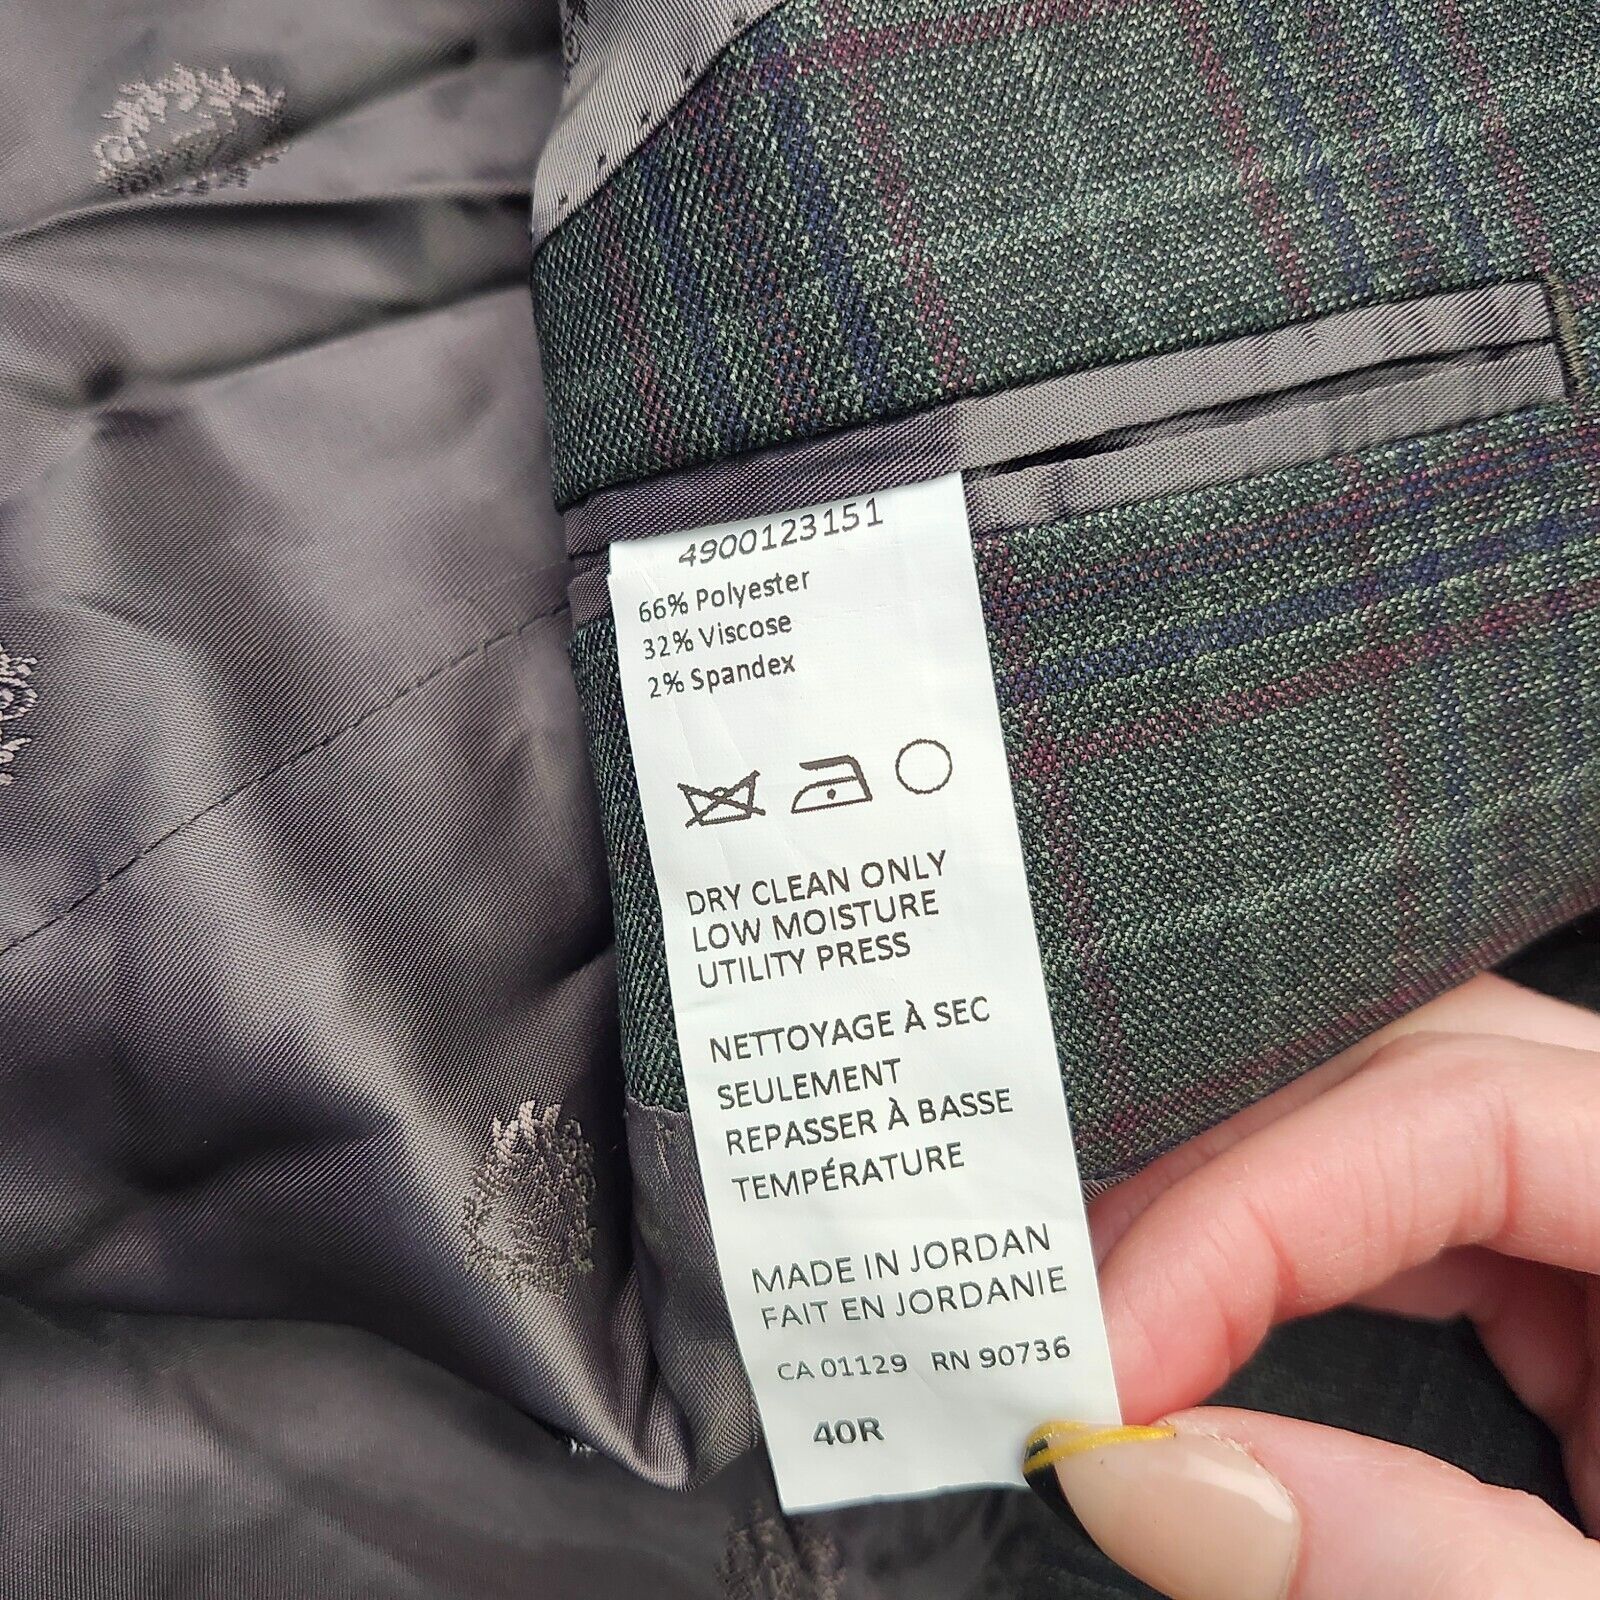 4900123151
66% Polyester
32% Viscose
2% Spandex
DRY CLEAN ONLY
LOW MOISTURE
UTILITY PRESS
NETTOYAGE À SEC
SEULEMENT
REPASSER À BASSE
TEMPÉRATURE
MADE IN JORDAN
FAIT EN JORDANIE
CA 01129 RN 90736
40R